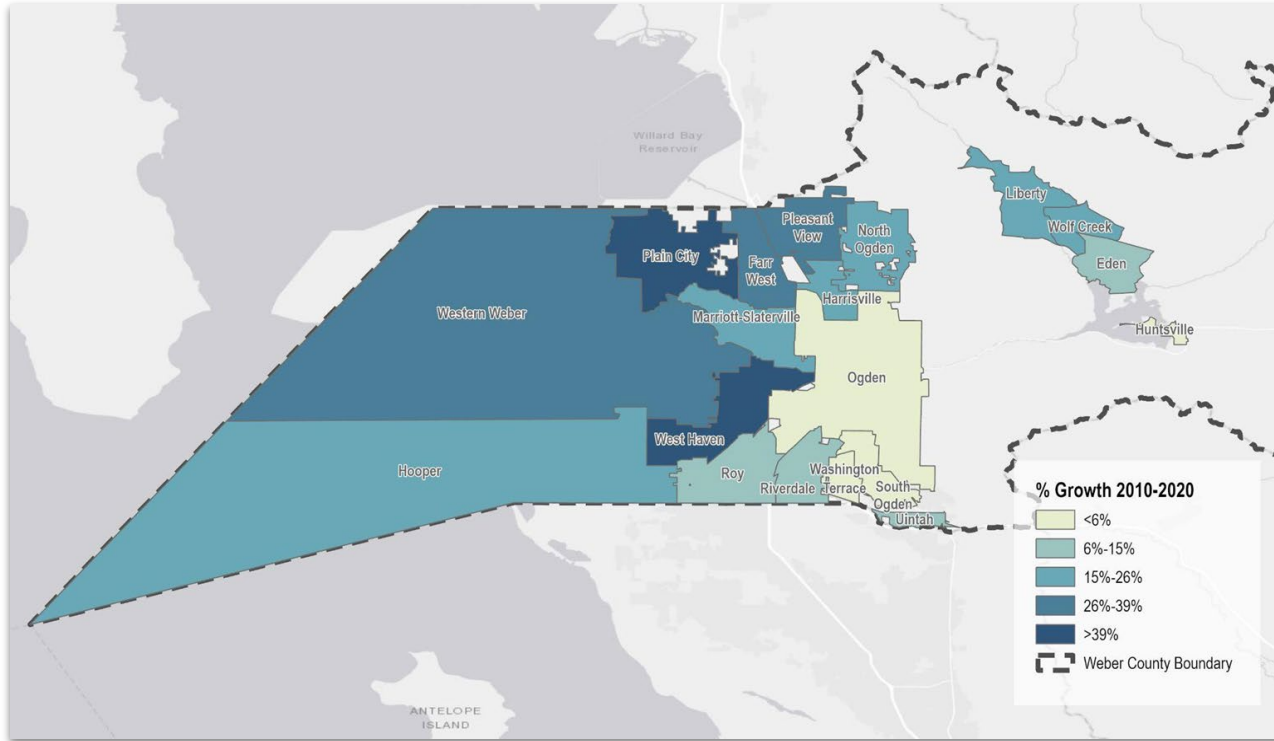 Willard Bay
Reservoir
Liberty
Pleasant
View
North
Ogden
Wolf Creek
Plain City
Farr
West
Eden
Harrisville
Western Weber
Marriott-Slaterville
Huntsville
Ogden
West Haven
Hooper
Roy
Riverdale
Washington
Terrace
South
Ogden
Uintah
% Growth 2010-2020
<6%
6%-15%
15%-26%
26%-39%
>39%
Weber County Boundary
ANTELOPE
ISLAND